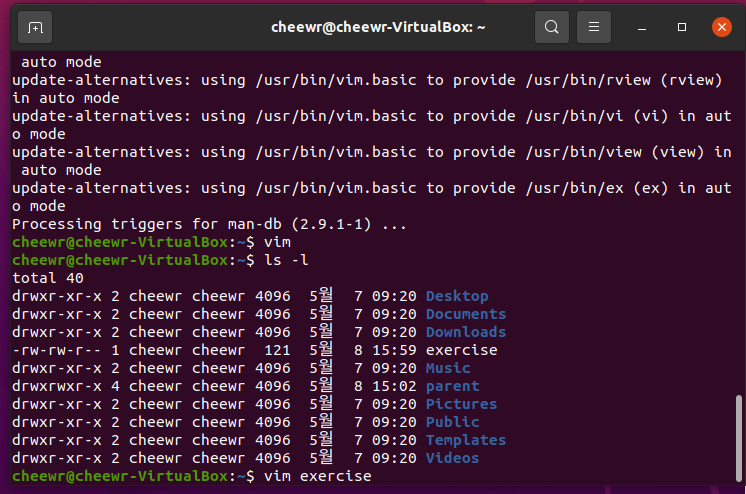 cheewr@cheewr-VirtualBox: ~
auto mode
update-alternatives: using /usr/bin/vim.basic to provide /usr/bin/rview (rview)
in auto mode
update-alternatives: using /usr/bin/vim.basic to provide /usr/bin/vi (vi) in aut
o mode
update-alternatives: using /usr/bin/vim.basic to provide /usr/bin/view (view) in
auto mode
update-alternatives: using /usr/bin/vim.basic to provide /usr/bin/ex (ex) in aut
o mode
Processing triggers for man-db (2.9.1-1) ...
cheewr@cheewr-VirtualBox:~$ vim
cheewr@cheewr-VirtualBox:~$ ls -l
total 40
drwxr-xr-x 2 cheewr cheewr 4096  5월  7 09:20 Desktop
drwxr-xr-x 2 cheewr cheewr 4096  5월  7 09:20 Documents
drwxr-xr-x 2 cheewr cheewr 4096  5월  7 09:20 Downloads
-rw-rw-r-- 1 cheewr cheewr  121  5월  8 15:59 exercise
drwxr-xr-x 2 cheewr cheewr 4096  5월  7 09:20 Music
drwxrwxr-x 4 cheewr cheewr 4096  5월  8 15:02 parent
drwxr-xr-x 2 cheewr cheewr 4096  5월  7 09:20 Pictures
drwxr-xr-x 2 cheewr cheewr 4096  5월  7 09:20 Public
drwxr-xr-x 2 cheewr cheewr 4096  5월  7 09:20 Templates
drwxr-xr-x 2 cheewr cheewr 4096  5월  7 09:20 Videos
cheewr@cheewr-VirtualBox:~$ vim exercise